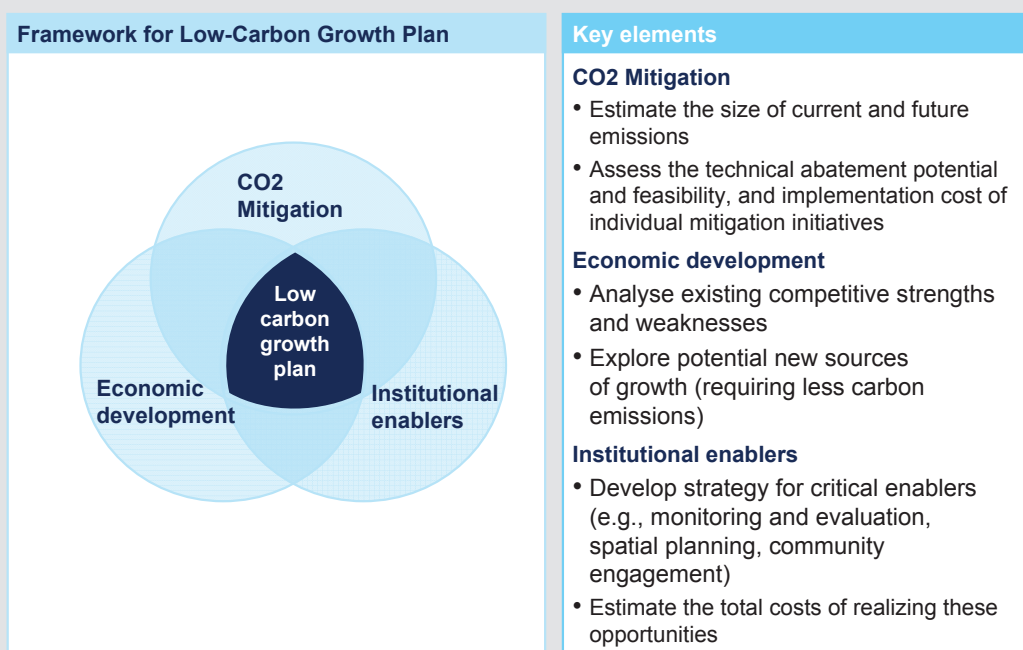 Framework for Low-Carbon Growth Plan
CO2
Mitigation
Low
carbon
growth
plan
Economic
development
Institutional
enablers
Key elements
CO2 Mitigation
• Estimate the size of current and future
emissions
• Assess the technical abatement potential
and feasibility, and implementation cost of
individual mitigation initiatives
Economic development
• Analyse existing competitive strengths
and weaknesses
• Explore potential new sources
of growth (requiring less carbon
emissions)
Institutional enablers
• Develop strategy for critical enablers
(e.g., monitoring and evaluation,
spatial planning, community
engagement)
• Estimate the total costs of realizing these
opportunities